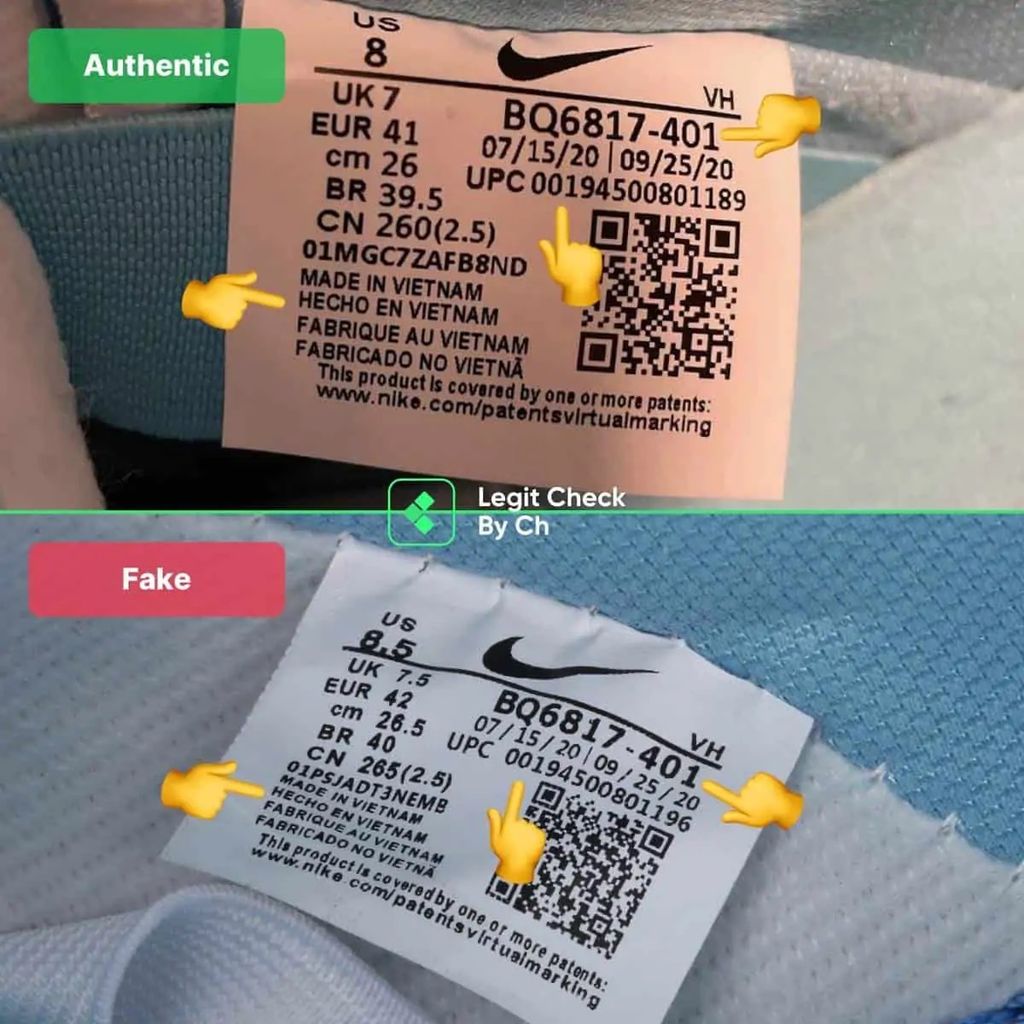 Authentic
US
8
VH
UK 7
BQ6817-401
EUR 41
07/15/20 | 09/25/20
cm 26
UPC 00194500801189
BR 39.5
CN 260(2.5)
01MGC7ZAFB8ND
MADE IN VIETNAM
HECHO EN VIETNAM
FABRIQUE AU VIETNAM
FABRICADO NO VIETNÃ
This product is covered by one or more patents:
www.nike.com/patentsvirtualmarking
Legit Check
By Ch
Fake
US
8.5
VH
UK 7.5
BQ6817-401
EUR 42
07/15/20 | 09/25/20
cm 26.5
UPC 00194500801196
BR 40
CN 265(2.5)
01PSJADT3NEMB
MADE IN VIETNAM
HECHO EN VIETNAM
FABRIQUE AU VIETNAM
FABRICADO NO VIETNÃ
This product is covered by one or more patents:
www.nike.com/patentsvirtualmarking